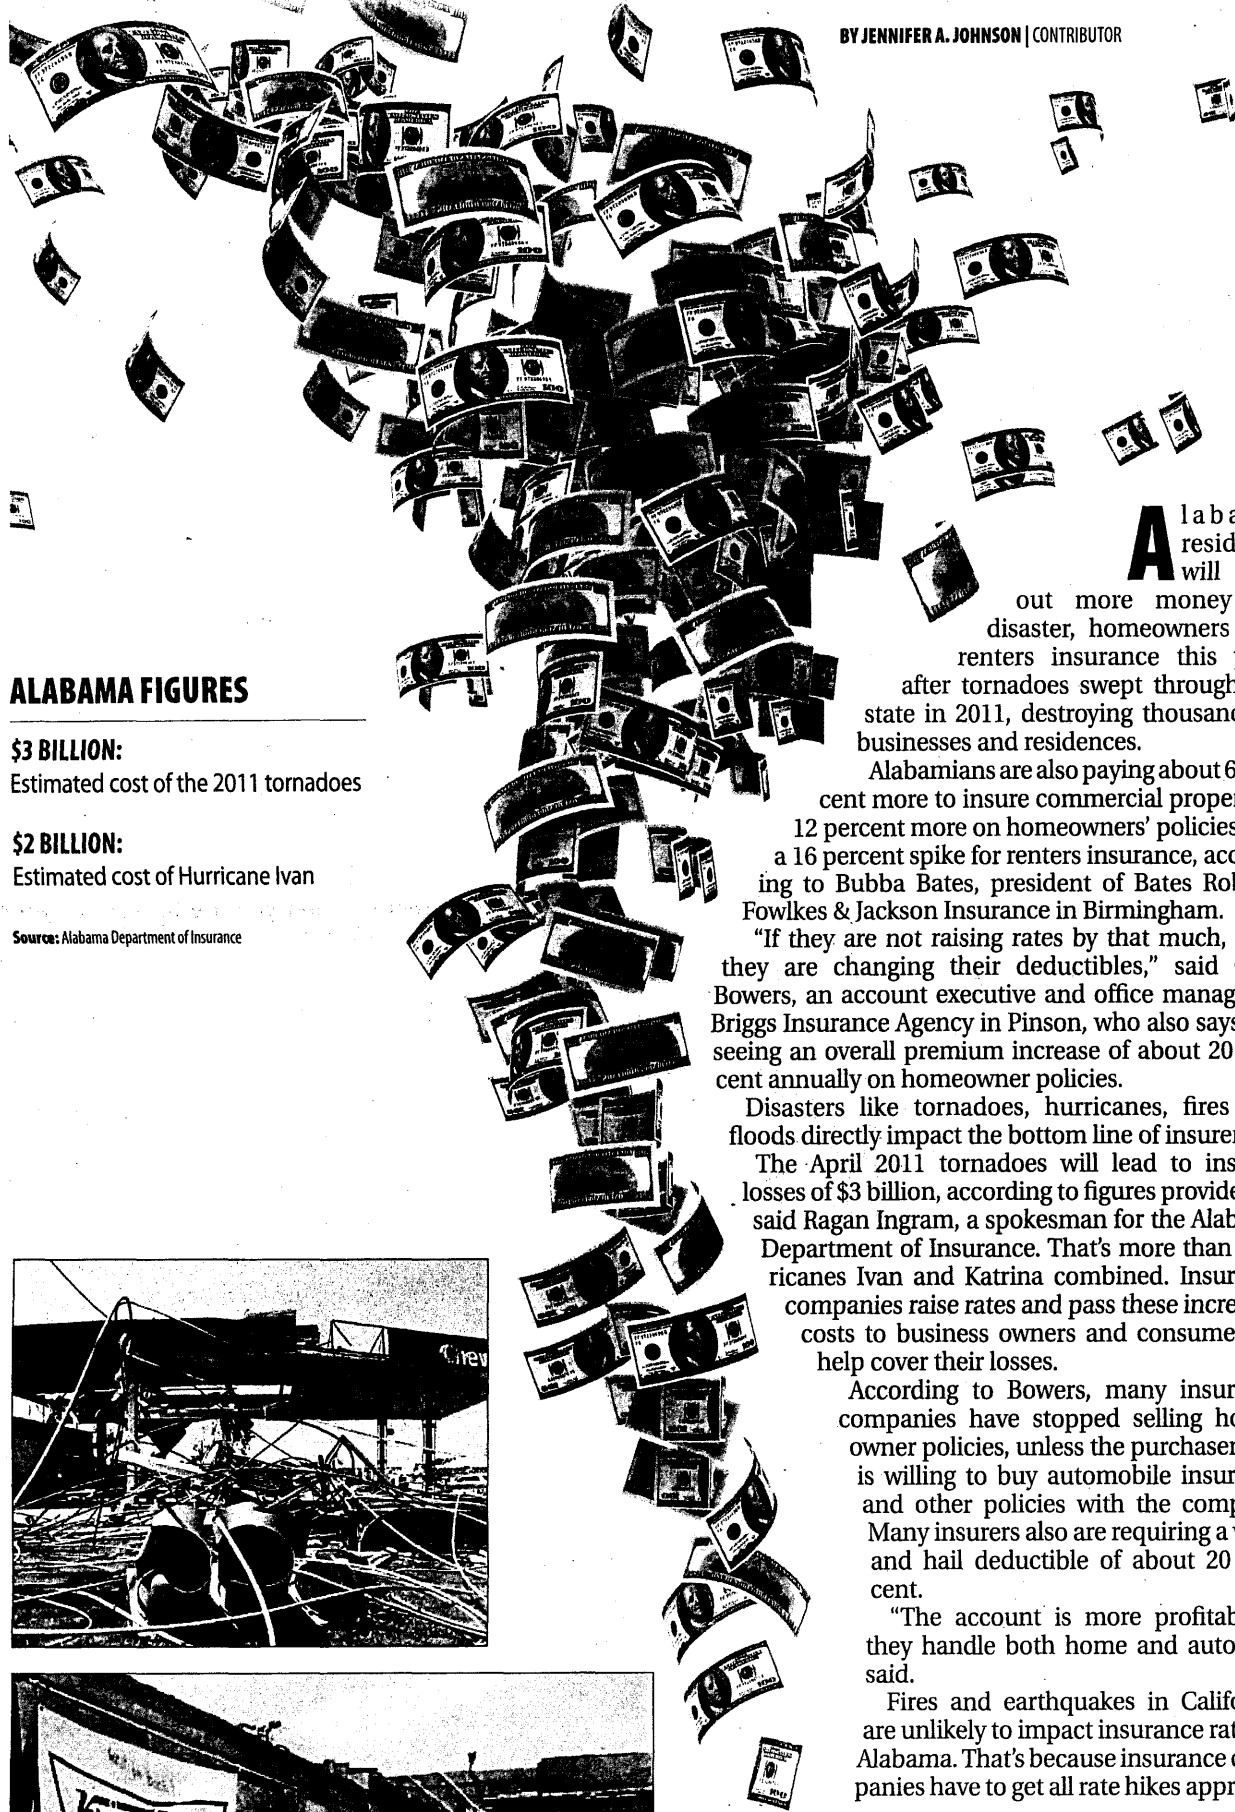 BY JENNIFER A. JOHNSON | CONTRIBUTOR
ALABAMA FIGURES
$3 BILLION:
Estimated cost of the 2011 tornadoes
$2 BILLION:
Estimated cost of Hurricane Ivan
Source: Alabama Department of Insurance
Alaba
resid
will
out more money
disaster, homeowners
renters insurance this
after tornadoes swept through
state in 2011, destroying thousand
businesses and residences.
Alabamians are also paying about 6
cent more to insure commercial proper
12 percent more on homeowners' policies
a 16 percent spike for renters insurance, acc
ing to Bubba Bates, president of Bates Rob
Fowlkes & Jackson Insurance in Birmingham.
"If they are not raising rates by that much,
they are changing their deductibles," said
Bowers, an account executive and office manag
Briggs Insurance Agency in Pinson, who also says
seeing an overall premium increase of about 20
cent annually on homeowner policies.
Disasters like tornadoes, hurricanes, fires
floods directly impact the bottom line of insurer
The April 2011 tornadoes will lead to ins
losses of $3 billion, according to figures provide
said Ragan Ingram, a spokesman for the Alab
Department of Insurance. That's more than
ricanes Ivan and Katrina combined. Insur
companies raise rates and pass these incre
costs to business owners and consume
help cover their losses.
According to Bowers, many insur
companies have stopped selling ho
owner policies, unless the purchaser
is willing to buy automobile insur
and other policies with the comp
Many insurers also are requiring a
and hail deductible of about 20
cent.
"The account is more profitab
they handle both home and auto
said.
Fires and earthquakes in Califo
are unlikely to impact insurance rat
Alabama. That's because insurance c
panies have to get all rate hikes appr
Chev